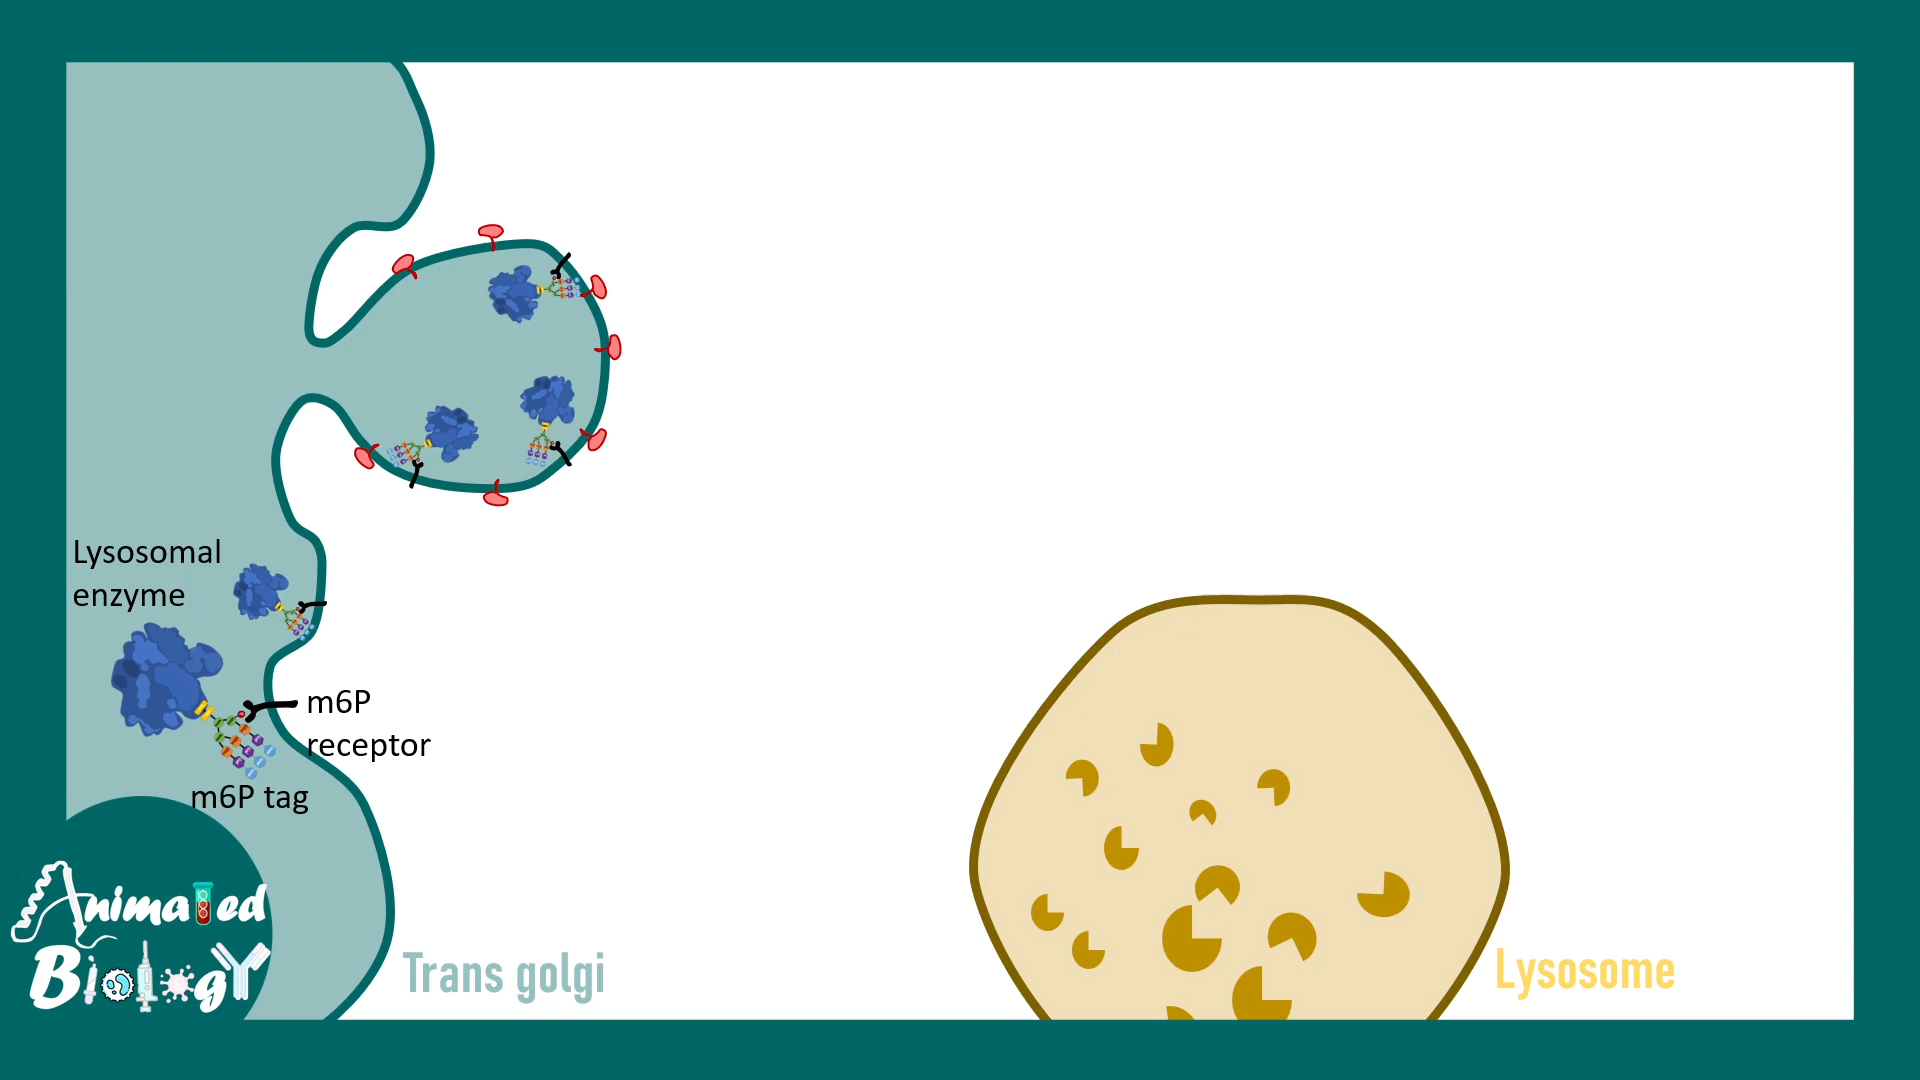 Lysosomal
enzyme
m6P
receptor
m6P tag
Animated
Biology
Trans golgi
Lysosome